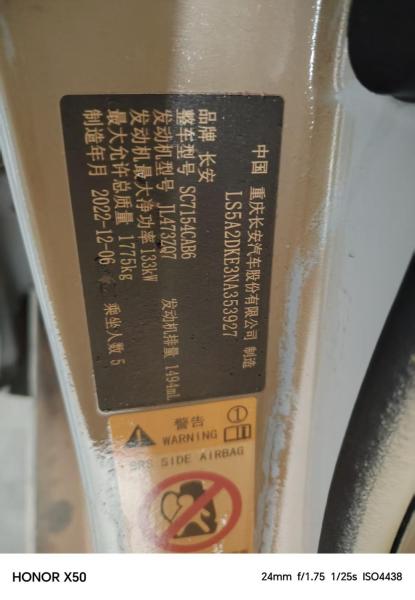 中国 重庆长安汽车股份有限公司 制造
LS5A2DKE3NA353927
品牌 长安
整车型号 SC7154CAB6
发动机型号 JL473ZQ7 发动机排量 1494mL
发动机最大净功率 133kW
最大允许总质量 1775kg 乘坐人数 5
制造年月 2022-12-06
警告
WARNING
SRS SIDE AIRBAG
HONOR X50
24mm f/1.75 1/25s ISO4438